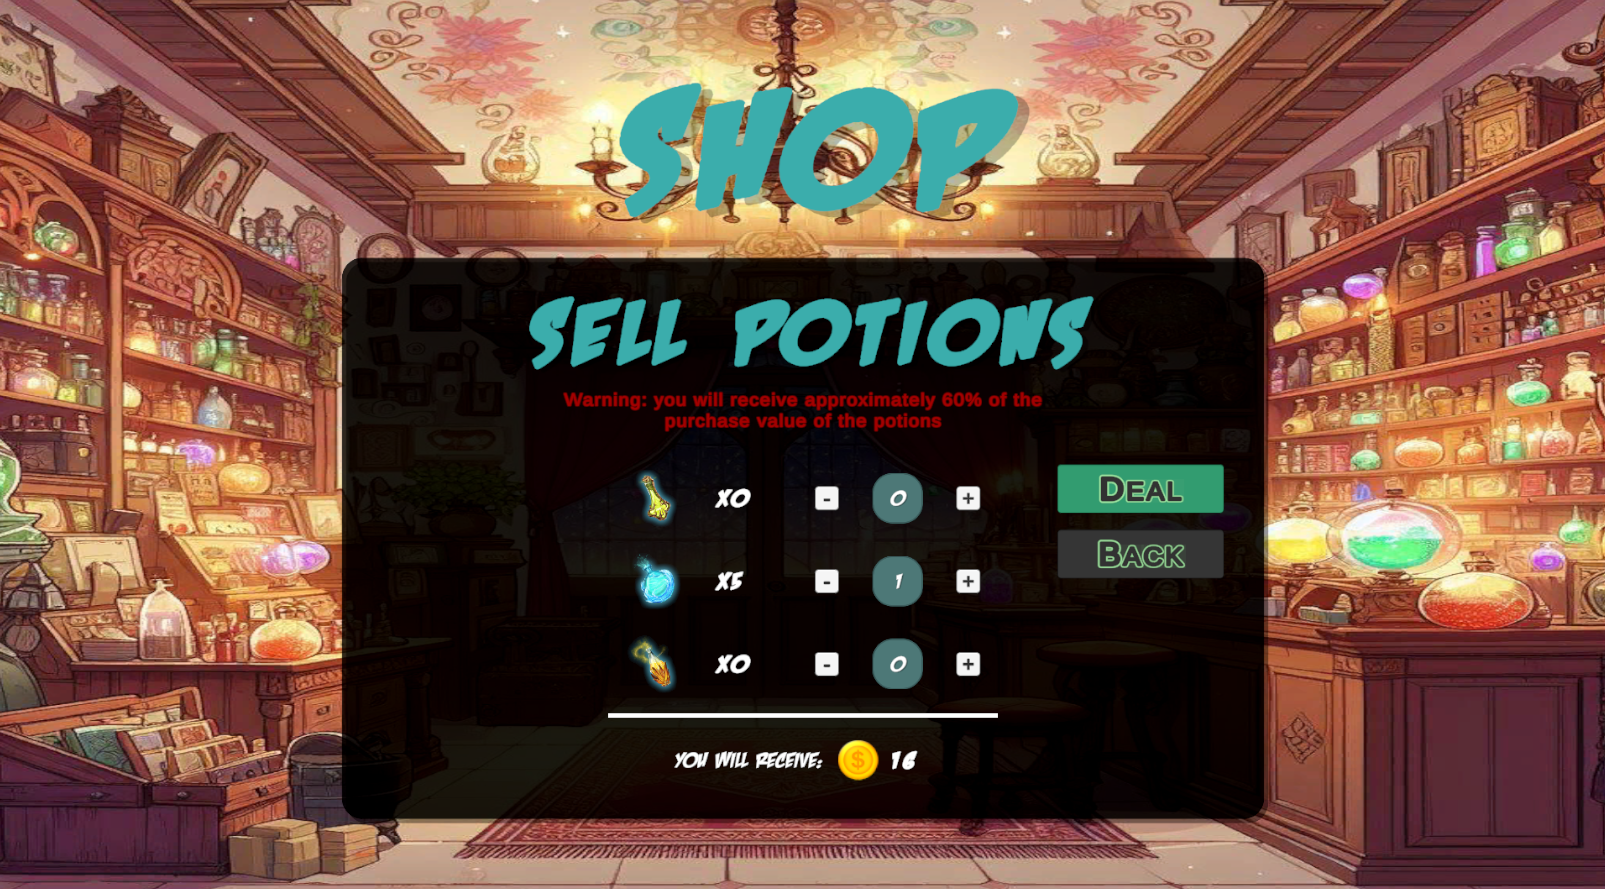 SHOP
SELL POTIONS
Warning: you will receive approximately 60% of the
purchase value of the potions
X0 - 0 + DEAL
BACK
X5 - 1 +
X0 - 0 +
YOU WILL RECEIVE: $ 16